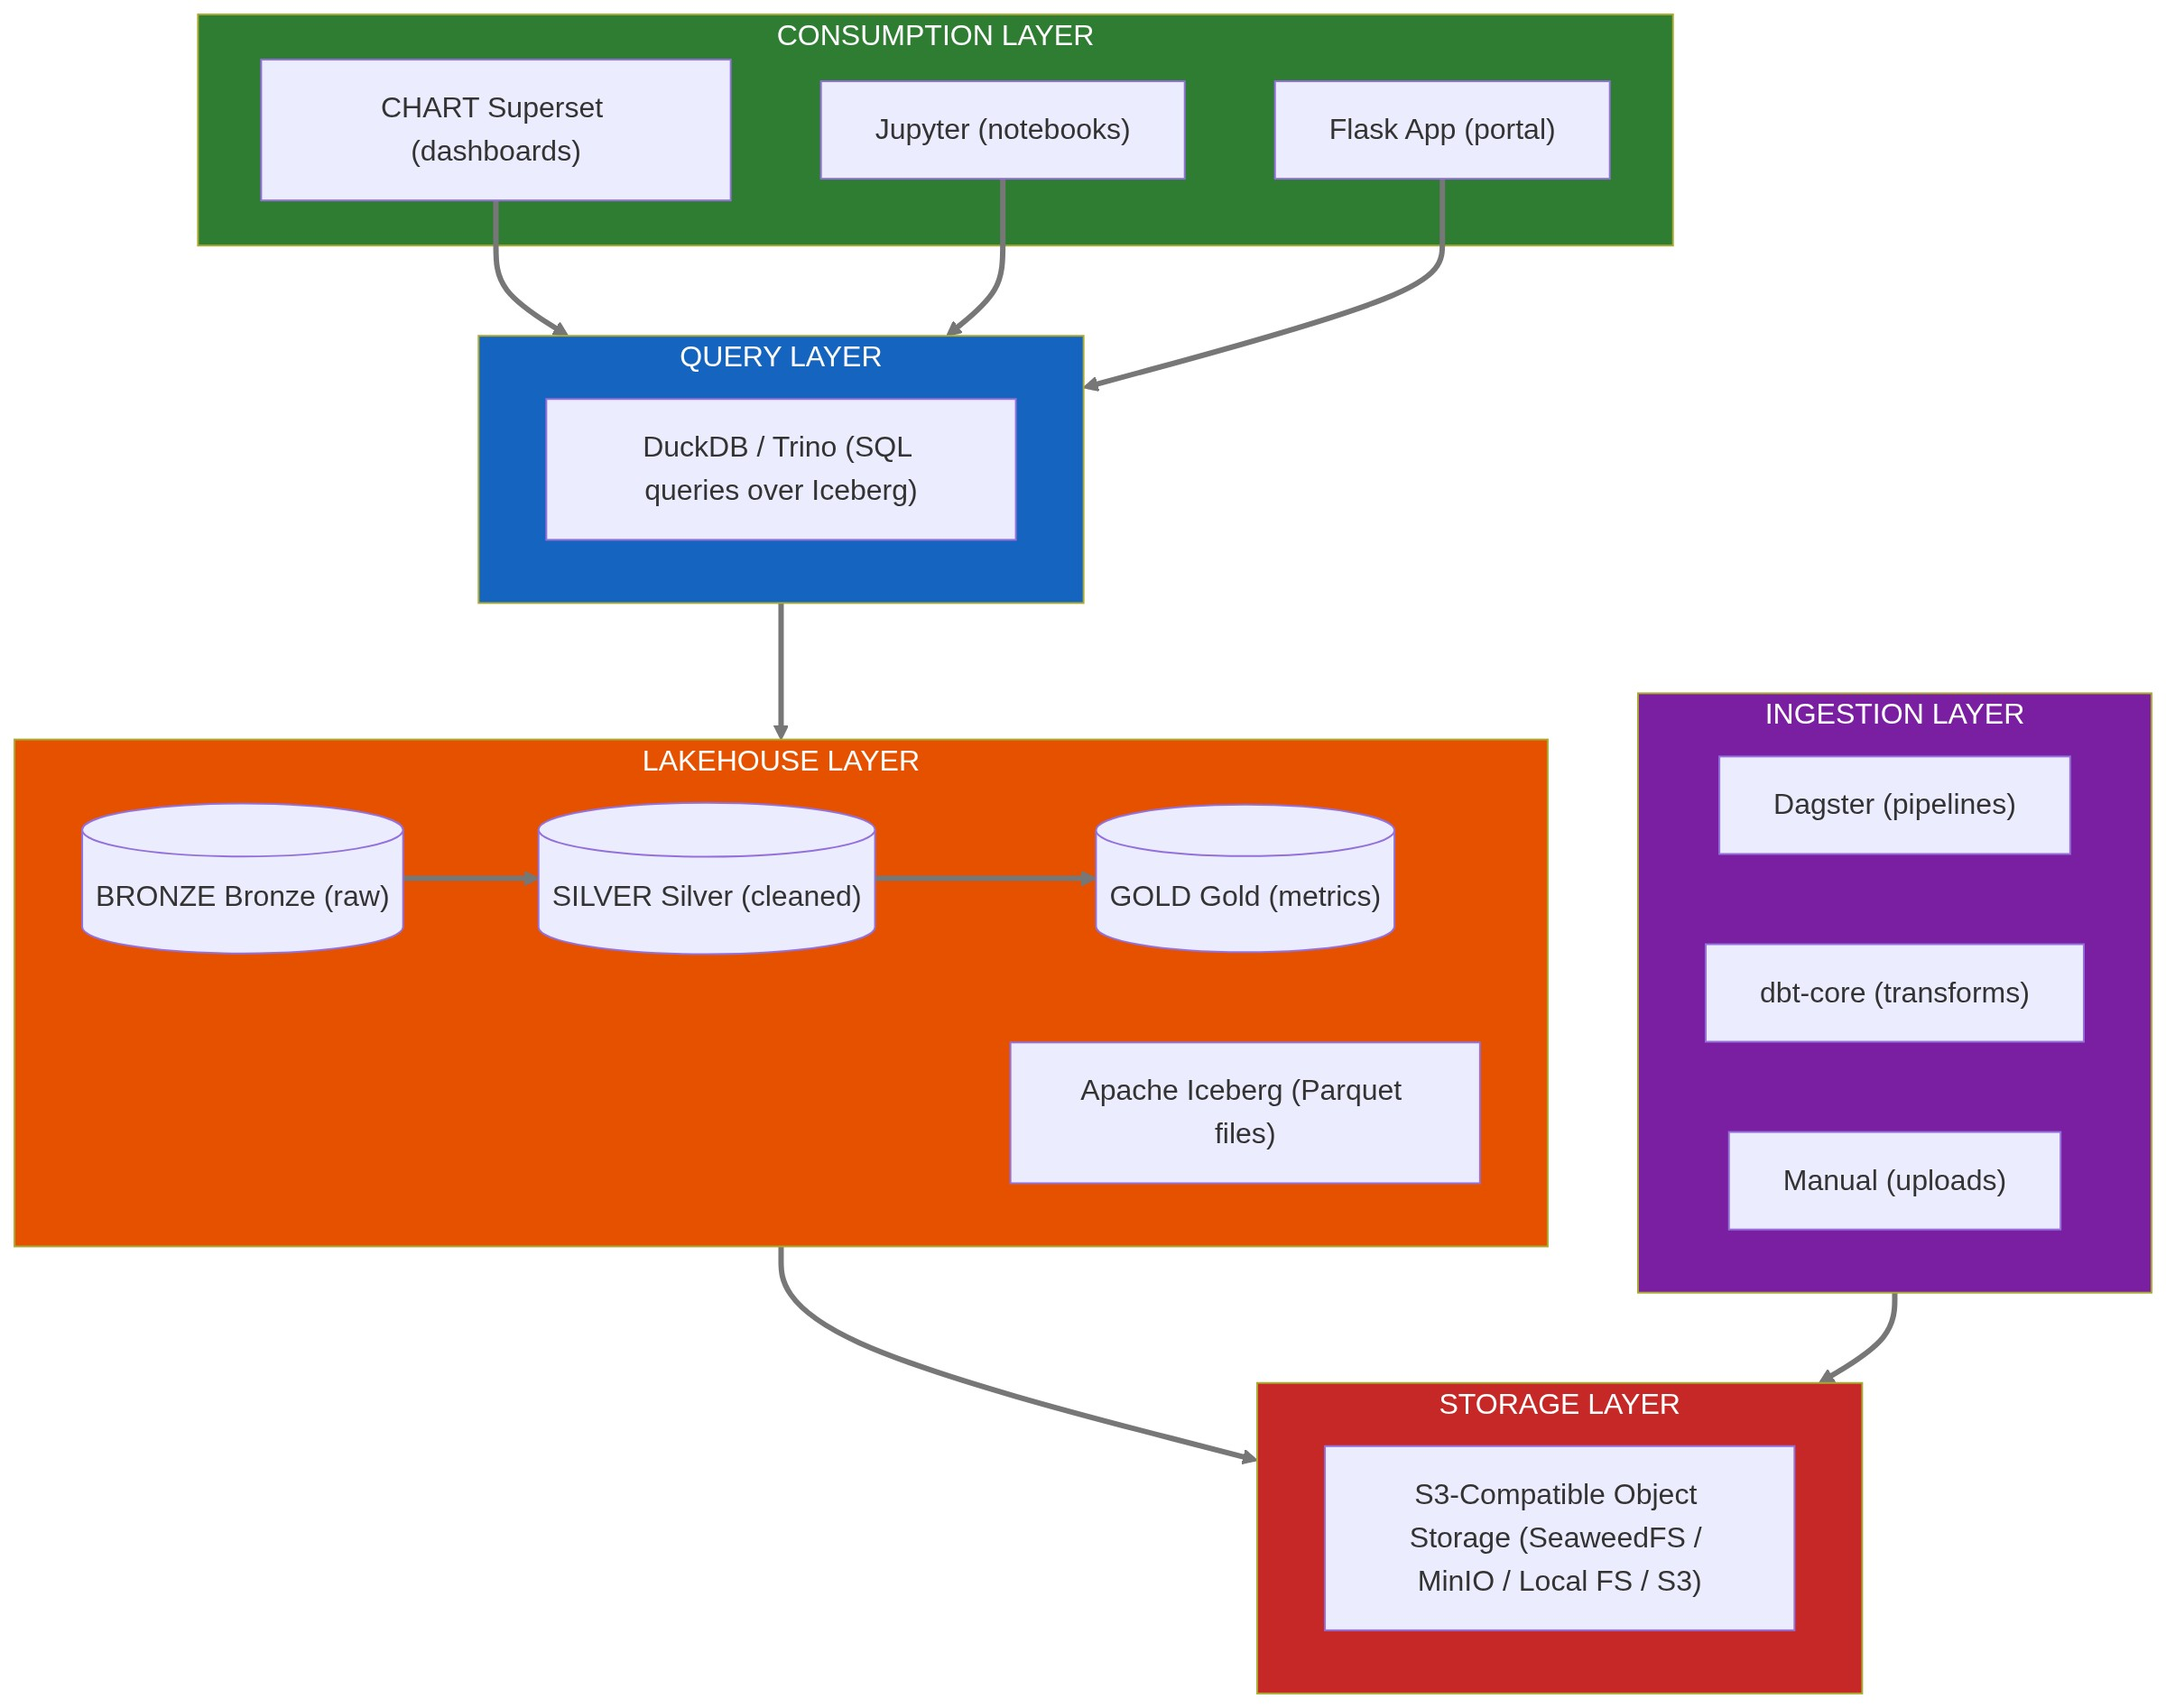 CONSUMPTION LAYER
CHART Superset
(dashboards)
Jupyter (notebooks)
Flask App (portal)
QUERY LAYER
DuckDB / Trino (SQL
queries over Iceberg)
LAKEHOUSE LAYER
BRONZE Bronze (raw)
SILVER Silver (cleaned)
GOLD Gold (metrics)
Apache Iceberg (Parquet
files)
INGESTION LAYER
Dagster (pipelines)
dbt-core (transforms)
Manual (uploads)
STORAGE LAYER
S3-Compatible Object
Storage (SeaweedFS /
MinIO / Local FS / S3)